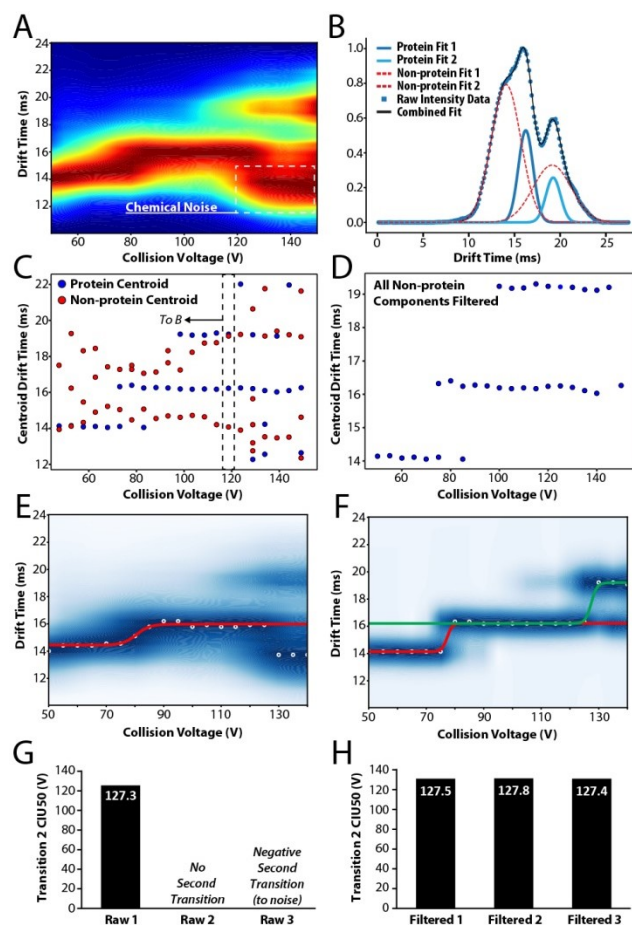 A
24
22
20
18
16
14
12
Drift Time (ms)
Chemical Noise
60 80 100 120 140
Collision Voltage (V)
B
Protein Fit 1
Protein Fit 2
Non-protein Fit 1
Non-protein Fit 2
Raw Intensity Data
Combined Fit
1.0
0.8
0.6
0.4
0.2
0.0
0 5 10 15 20 25
Drift Time (ms)
C
Protein Centroid
Non-protein Centroid
To B
22
20
18
16
14
12
Centroid Drift Time (ms)
60 80 100 120 140
Collision Voltage (V)
D
All Non-protein
Components Filtered
19
18
17
16
15
14
Centroid Drift Time (ms)
60 80 100 120 140
Collision Voltage (V)
E
24
22
20
18
16
14
12
Drift Time (ms)
50 70 90 110 130
Collision Voltage (V)
F
24
22
20
18
16
14
12
Drift Time (ms)
50 70 90 110 130
Collision Voltage (V)
G
140
120
100
80
60
40
20
0
Transition 2 CIU50 (V)
127.3
No
Second
Transition
Negative
Second
Transition
(to noise)
Raw 1 Raw 2 Raw 3
H
140
120
100
80
60
40
20
0
Transition 2 CIU50 (V)
127.5 127.8 127.4
Filtered 1 Filtered 2 Filtered 3